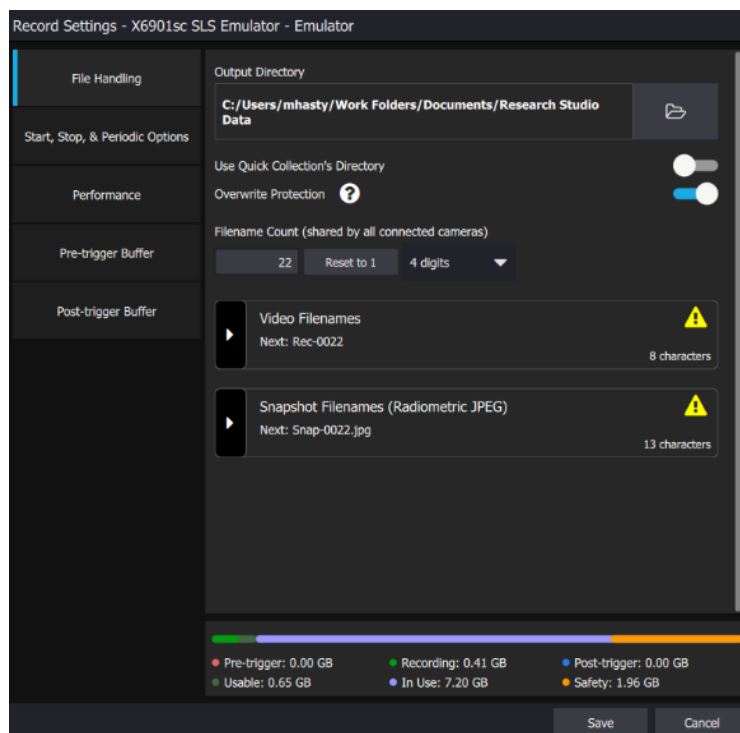 Record Settings - X6901sc SLS Emulator - Emulator
File Handling
Start, Stop, & Periodic Options
Performance
Pre-trigger Buffer
Post-trigger Buffer
Output Directory
C:/Users/mhasty/Work Folders/Documents/Research Studio
Data
Use Quick Collection's Directory
Overwrite Protection ?
Filename Count (shared by all connected cameras)
22 Reset to 1 4 digits
Video Filenames
Next: Rec-0022
8 characters
Snapshot Filenames (Radiometric JPEG)
Next: Snap-0022.jpg
13 characters
Pre-trigger: 0.00 GB Recording: 0.41 GB Post-trigger: 0.00 GB
Usable: 0.65 GB In Use: 7.20 GB Safety: 1.96 GB
Save Cancel